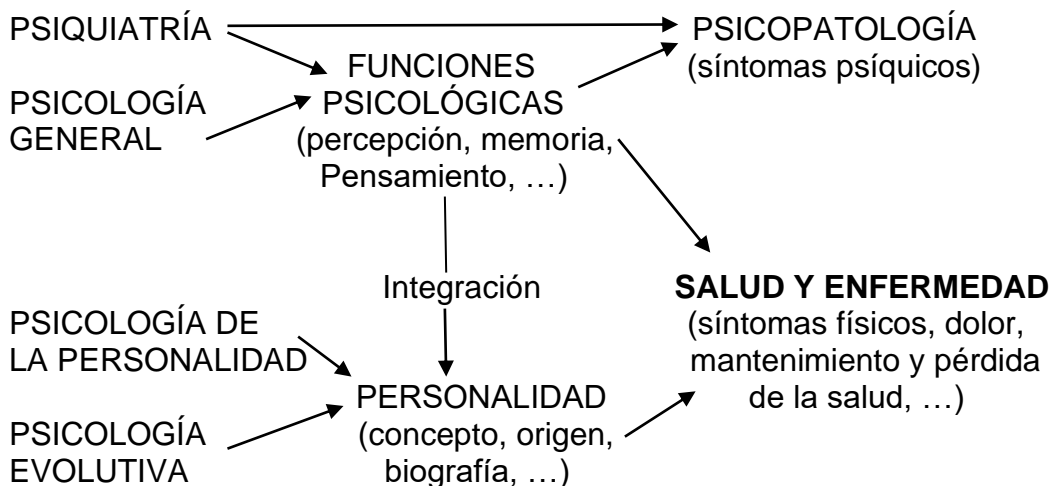 PSIQUIATRÍA
PSICOPATOLOGÍA
(síntomas psíquicos)
FUNCIONES
PSICOLÓGICAS
(percepción, memoria,
Pensamiento, …)
PSICOLOGÍA
GENERAL
Integración
SALUD Y ENFERMEDAD
(síntomas físicos, dolor,
mantenimiento y pérdida
de la salud, …)
PSICOLOGÍA DE
LA PERSONALIDAD
PERSONALIDAD
(concepto, origen,
biografía, …)
PSICOLOGÍA
EVOLUTIVA